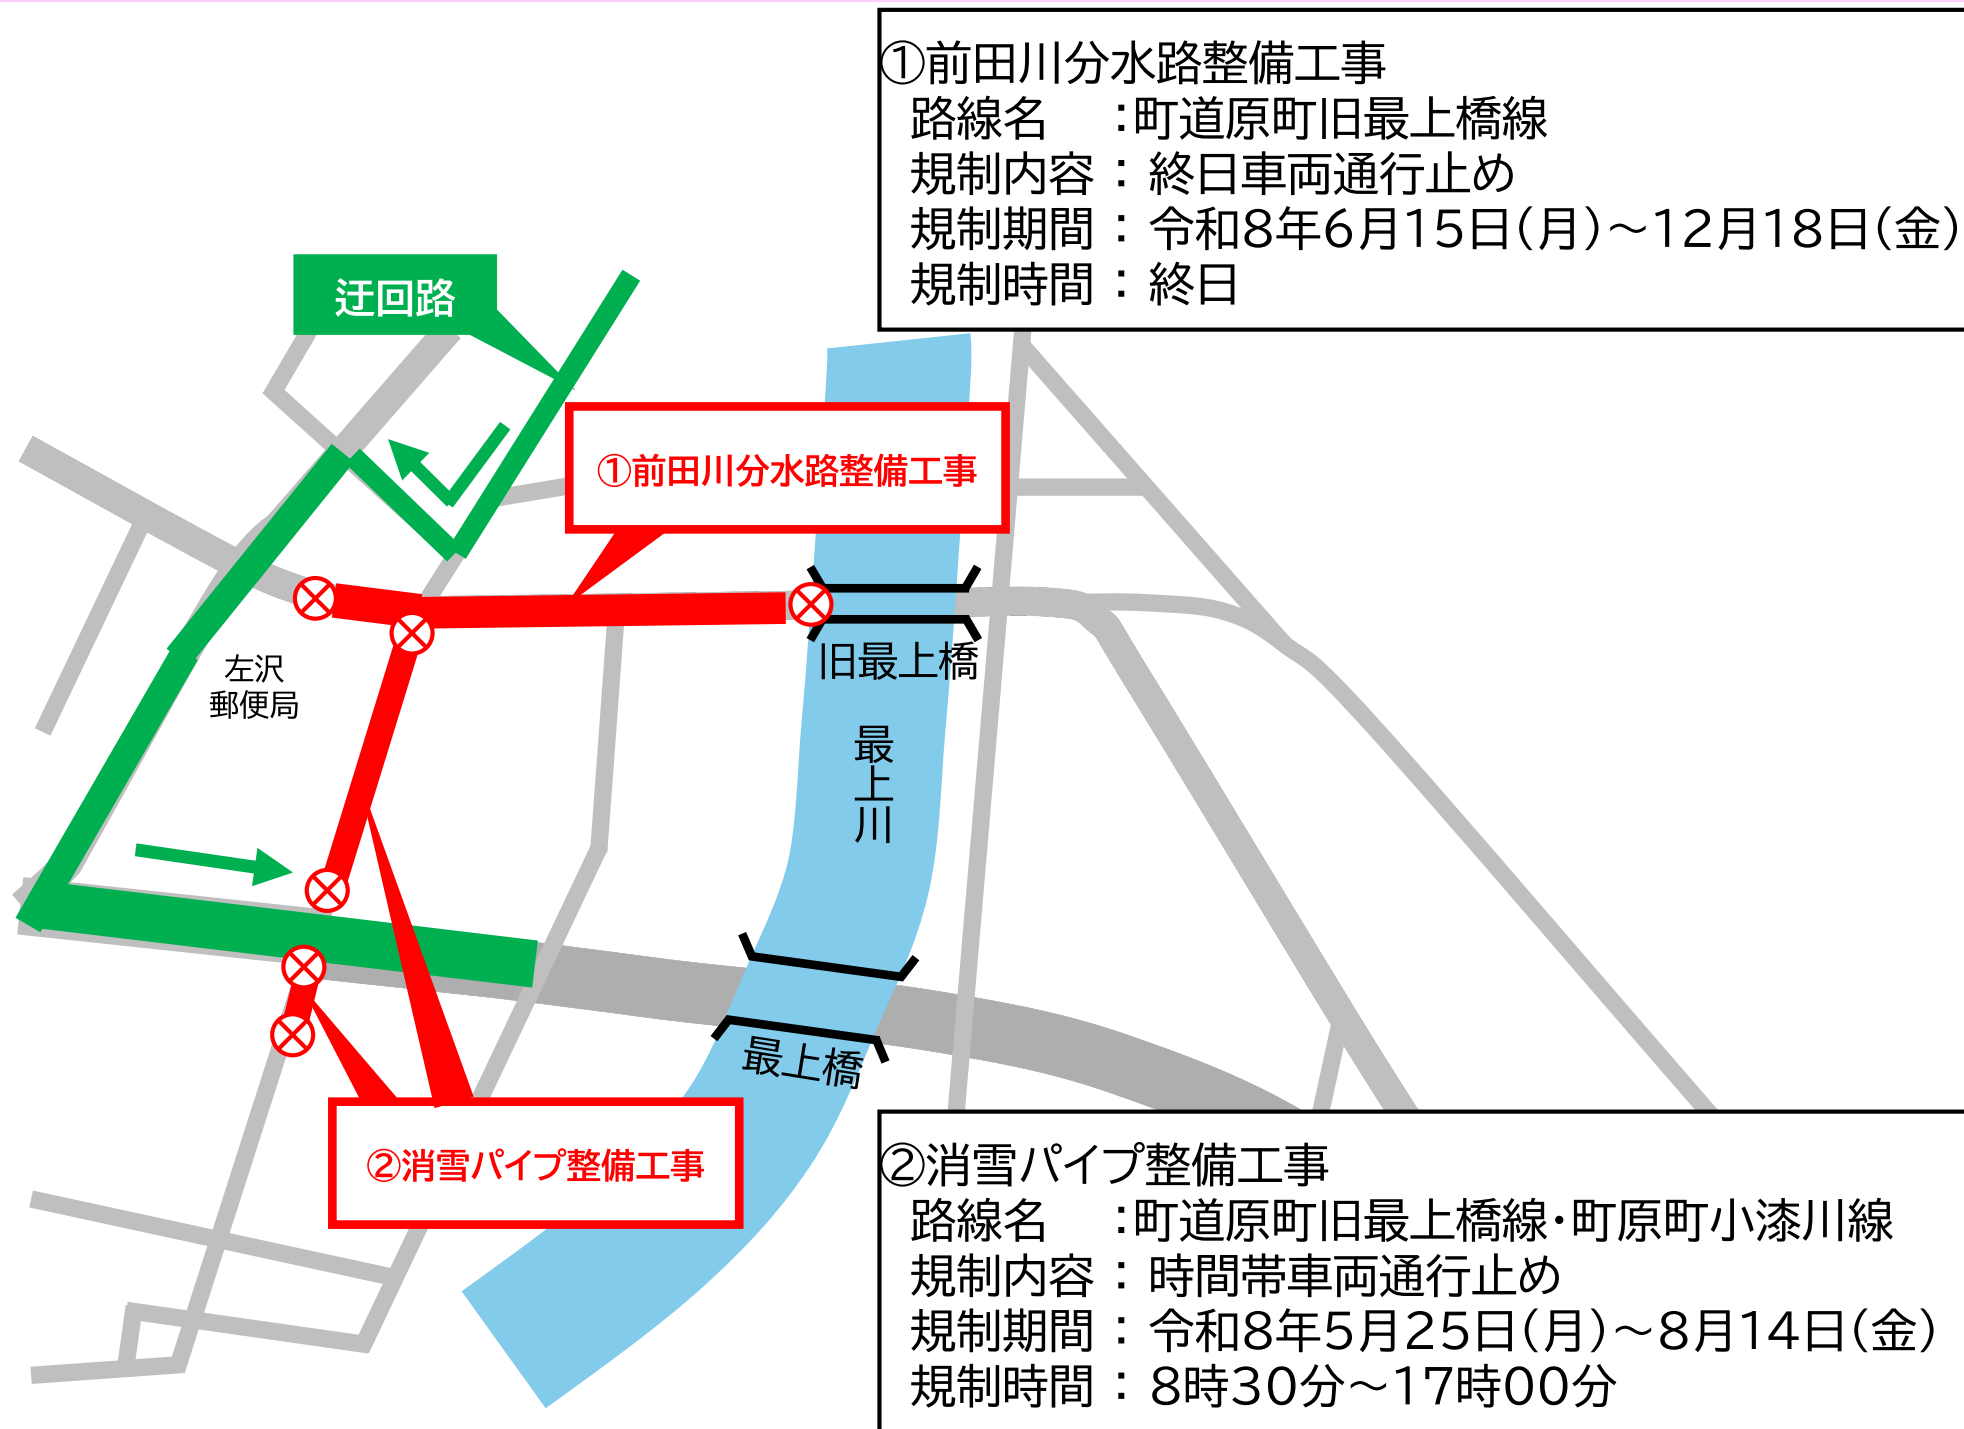 ①前田川分水路整備工事
路線名　：町道原町旧最上橋線
規制内容：終日車両通行止め
規制期間：令和8年6月15日（月）～12月18日（金）
規制時間：終日
迂回路
①前田川分水路整備工事
旧最上橋
左沢
郵便局
最上川
最上橋
②消雪パイプ整備工事
②消雪パイプ整備工事
路線名　：町道原町旧最上橋線・町原町小漆川線
規制内容：時間帯車両通行止め
規制期間：令和8年5月25日（月）～8月14日（金）
規制時間：8時30分～17時00分